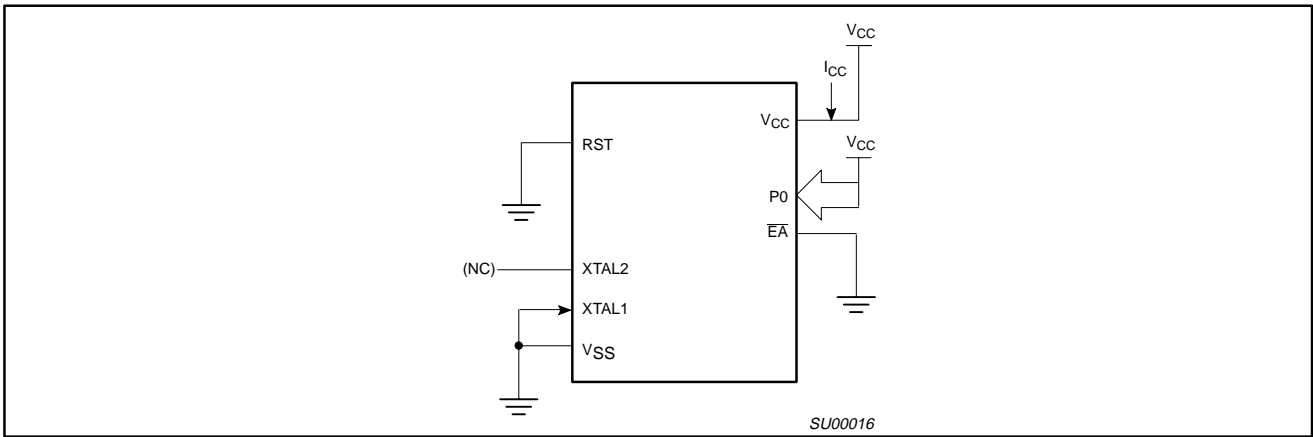 VCC
ICC
VCC
RST
VCC
P0
EA
(NC)
XTAL2
XTAL1
VSS
SU00016